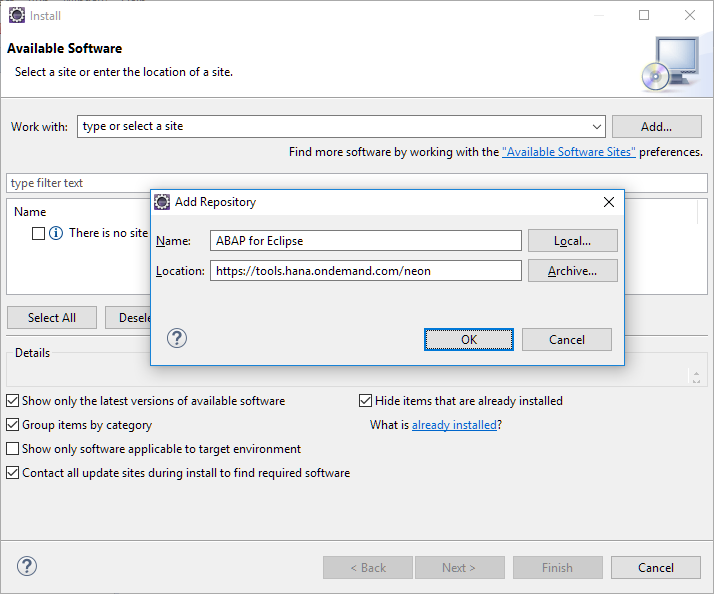 Install
Available Software
Select a site or enter the location of a site.
Work with: type or select a site Add...
Find more software by working with the "Available Software Sites" preferences.
type filter text
Add Repository
Name
There is no site
Name: ABAP for Eclipse Local...
Location: https://tools.hana.ondemand.com/neon Archive...
Select All Desele
OK Cancel
Details
Show only the latest versions of available software Hide items that are already installed
Group items by category What is already installed?
Show only software applicable to target environment
Contact all update sites during install to find required software
< Back Next > Finish Cancel